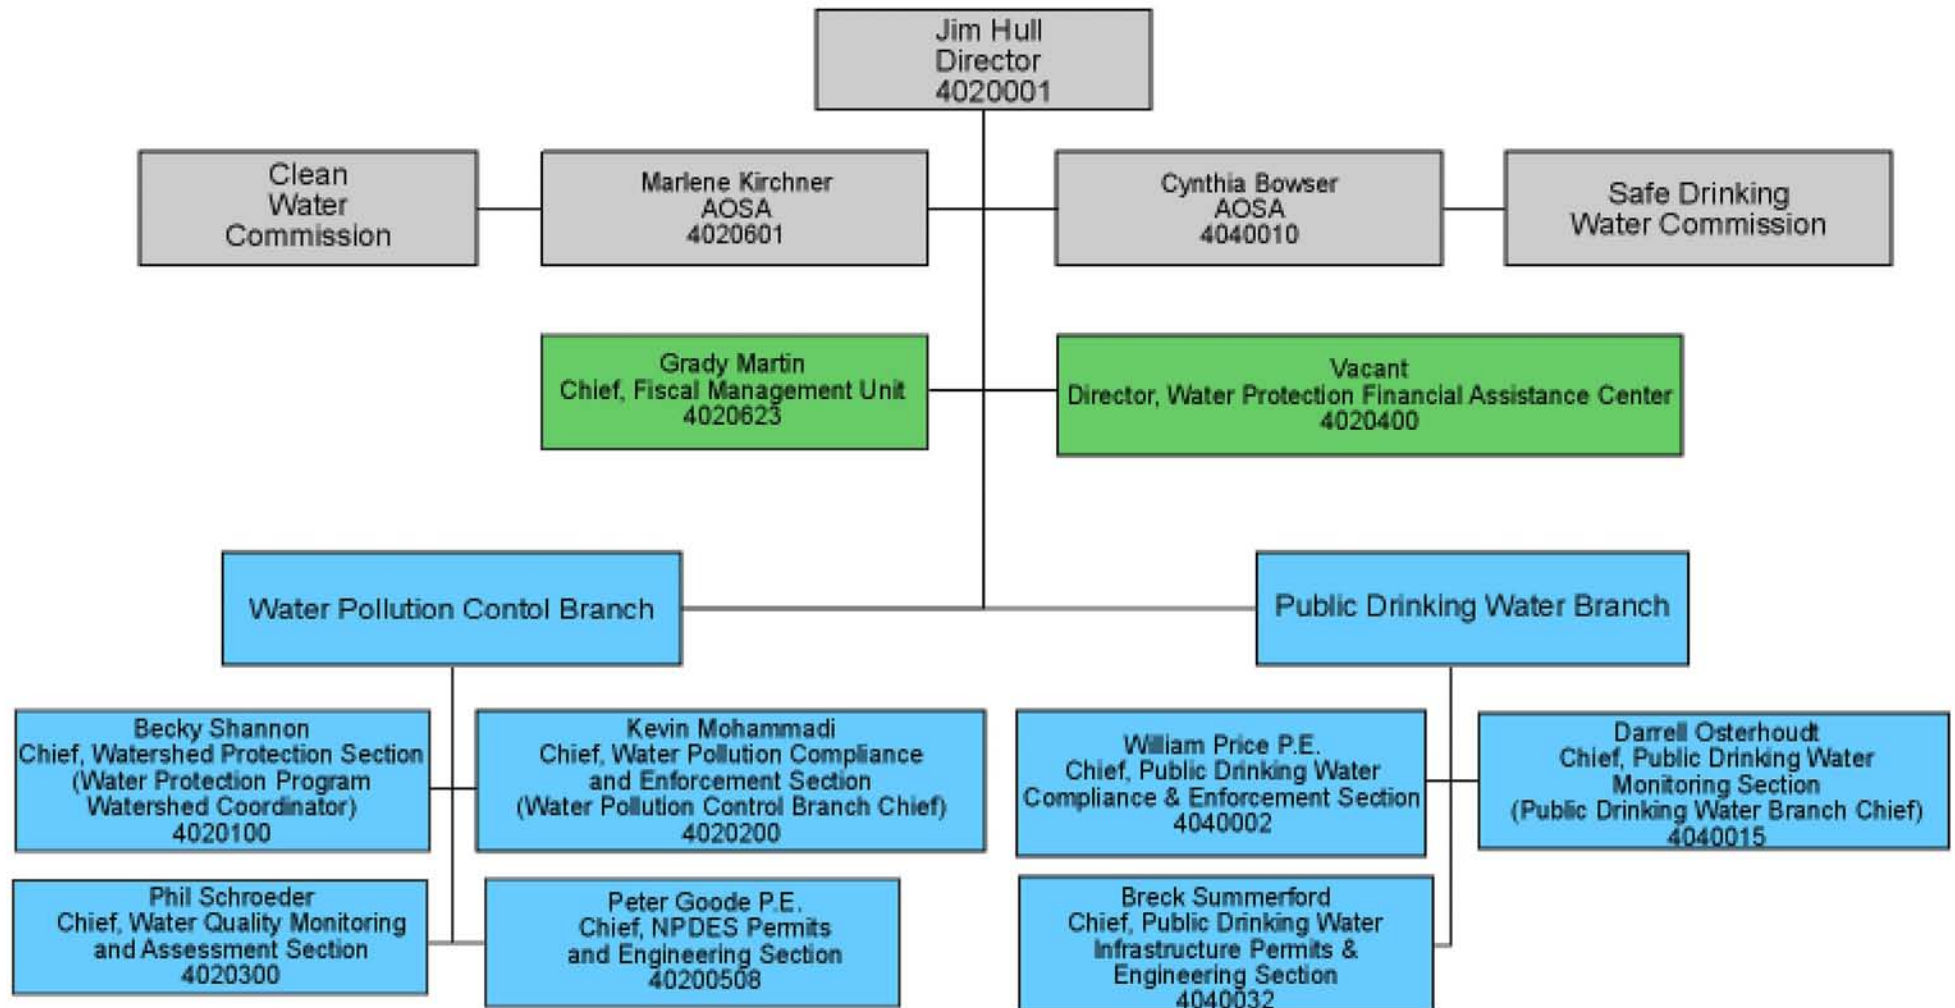 Jim Hull
Director
4020001
Clean
Water
Commission
Marlene Kirchner
AOSA
4020601
Cynthia Bowser
AOSA
4040010
Safe Drinking
Water Commission
Grady Martin
Chief, Fiscal Management Unit
4020623
Vacant
Director, Water Protection Financial Assistance Center
4020400
Water Pollution Contol Branch
Public Drinking Water Branch
Becky Shannon
Chief, Watershed Protection Section
(Water Protection Program
Watershed Coordinator)
4020100
Kevin Mohammadi
Chief, Water Pollution Compliance
and Enforcement Section
(Water Pollution Control Branch Chief)
4020200
William Price P.E.
Chief, Public Drinking Water
Compliance & Enforcement Section
4040002
Darrell Osterhoudt
Chief, Public Drinking Water
Monitoring Section
(Public Drinking Water Branch Chief)
4040015
Phil Schroeder
Chief, Water Quality Monitoring
and Assessment Section
4020300
Peter Goode P.E.
Chief, NPDES Permits
and Engineering Section
40200508
Breck Summerford
Chief, Public Drinking Water
Infrastructure Permits &
Engineering Section
4040032